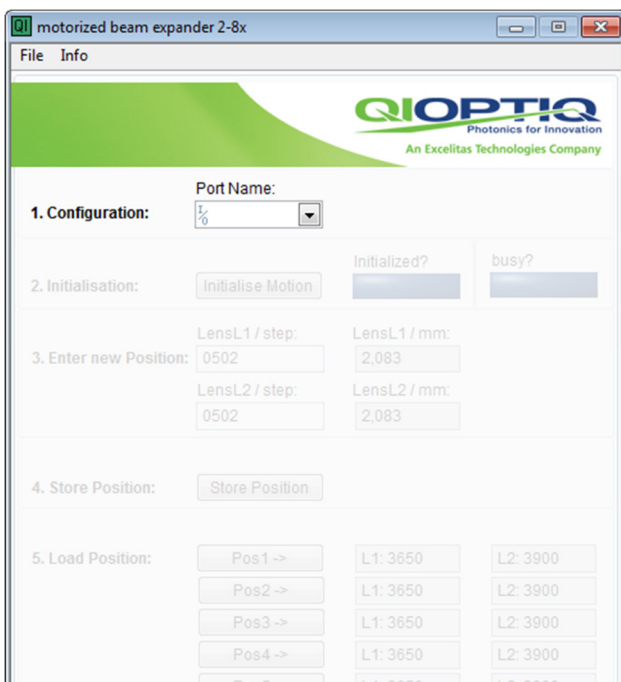 QI motorized beam expander 2-8x
File Info
QIOPTIQ
Photonics for Innovation
An Excelitas Technologies Company
Port Name:
1. Configuration: I/O
Initialized? busy?
2. Initialisation: Initialise Motion
LensL1 / step: LensL1 / mm:
3. Enter new Position: 0502 2,083
LensL2 / step: LensL2 / mm:
0502 2,083
4. Store Position: Store Position
5. Load Position: Pos1 -> L1: 3650 L2: 3900
Pos2 -> L1: 3650 L2: 3900
Pos3 -> L1: 3650 L2: 3900
Pos4 -> L1: 3650 L2: 3900